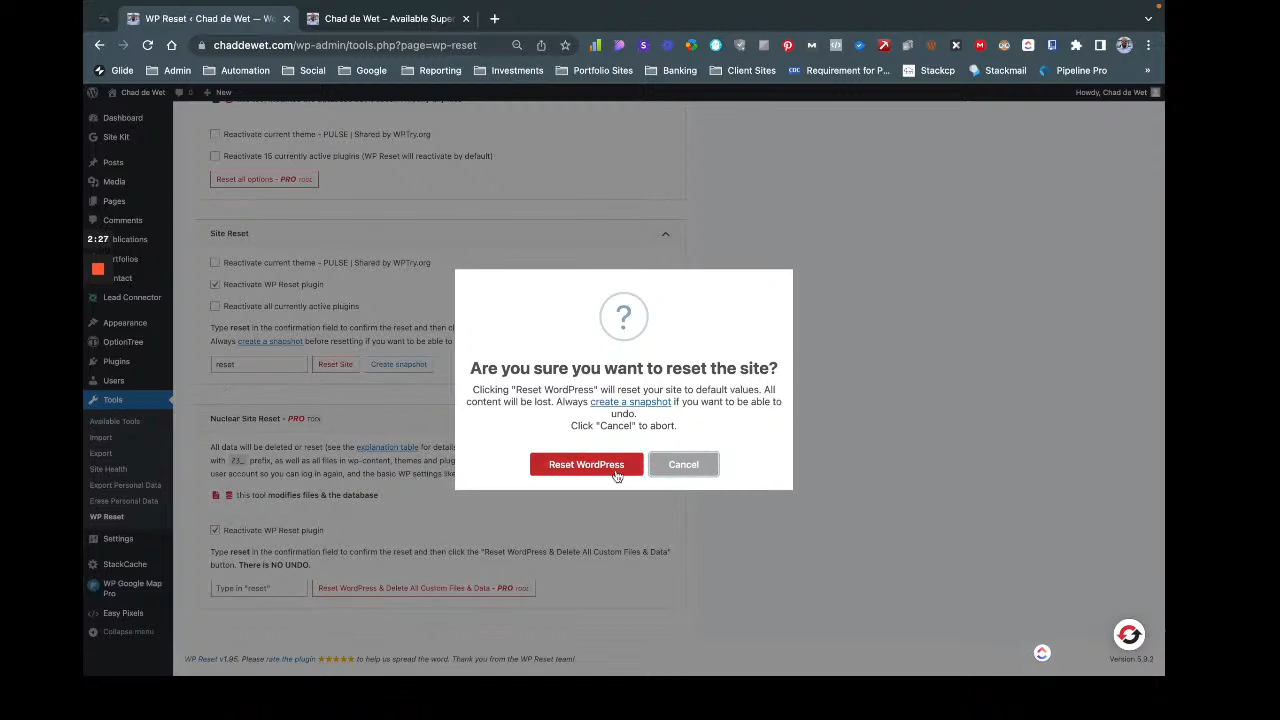 WP Reset ‹ Chad de Wet — Wo
Chad de Wet – Available Super
chaddewet.com/wp-admin/tools.php?page=wp-reset
Glide
Admin
Automation
Social
Google
Reporting
Investments
Portfolio Sites
Banking
Client Sites
CDC Requirement for P...
Stackcp
Stackmail
Pipeline Pro
»
Chad de Wet
0
+ New
Howdy, Chad de Wet
Dashboard
Site Kit
Posts
Media
Pages
Comments
2:27
blications
rtfolios
ntact
Lead Connector
Appearance
OptionTree
Plugins
Users
Tools
Available Tools
Import
Export
Site Health
Export Personal Data
Erase Personal Data
WP Reset
Settings
StackCache
WP Google Map
Pro
Easy Pixels
Collapse menu
Reactivate current theme - PULSE | Shared by WPTry.org
Reactivate 15 currently active plugins (WP Reset will reactivate by default)
Reset all options - PRO TOOL
Site Reset
Reactivate current theme - PULSE | Shared by WPTry.org
Reactivate WP Reset plugin
Reactivate all currently active plugins
Type reset in the confirmation field to confirm the reset and then cl
Always create a snapshot before resetting if you want to be able to
reset
Reset Site
Create snapshot
Nuclear Site Reset - PRO TOOL
All data will be deleted or reset (see the explanation table for details
with 73_ prefix, as well as all files in wp-content, themes and plug
user account so you can log in again, and the basic WP settings like
this tool modifies files & the database
Reactivate WP Reset plugin
Type reset in the confirmation field to confirm the reset and then click the "Reset WordPress & Delete All Custom Files & Data"
button. There is NO UNDO.
Type in "reset"
Reset WordPress & Delete All Custom Files & Data - PRO TOOL
?
Are you sure you want to reset the site?
Clicking "Reset WordPress" will reset your site to default values. All
content will be lost. Always create a snapshot if you want to be able to
undo.
Click "Cancel" to abort.
Reset WordPress
Cancel
WP Reset v1.95. Please rate the plugin ★★★★★ to help us spread the word. Thank you from the WP Reset team!
Version 5.9.2